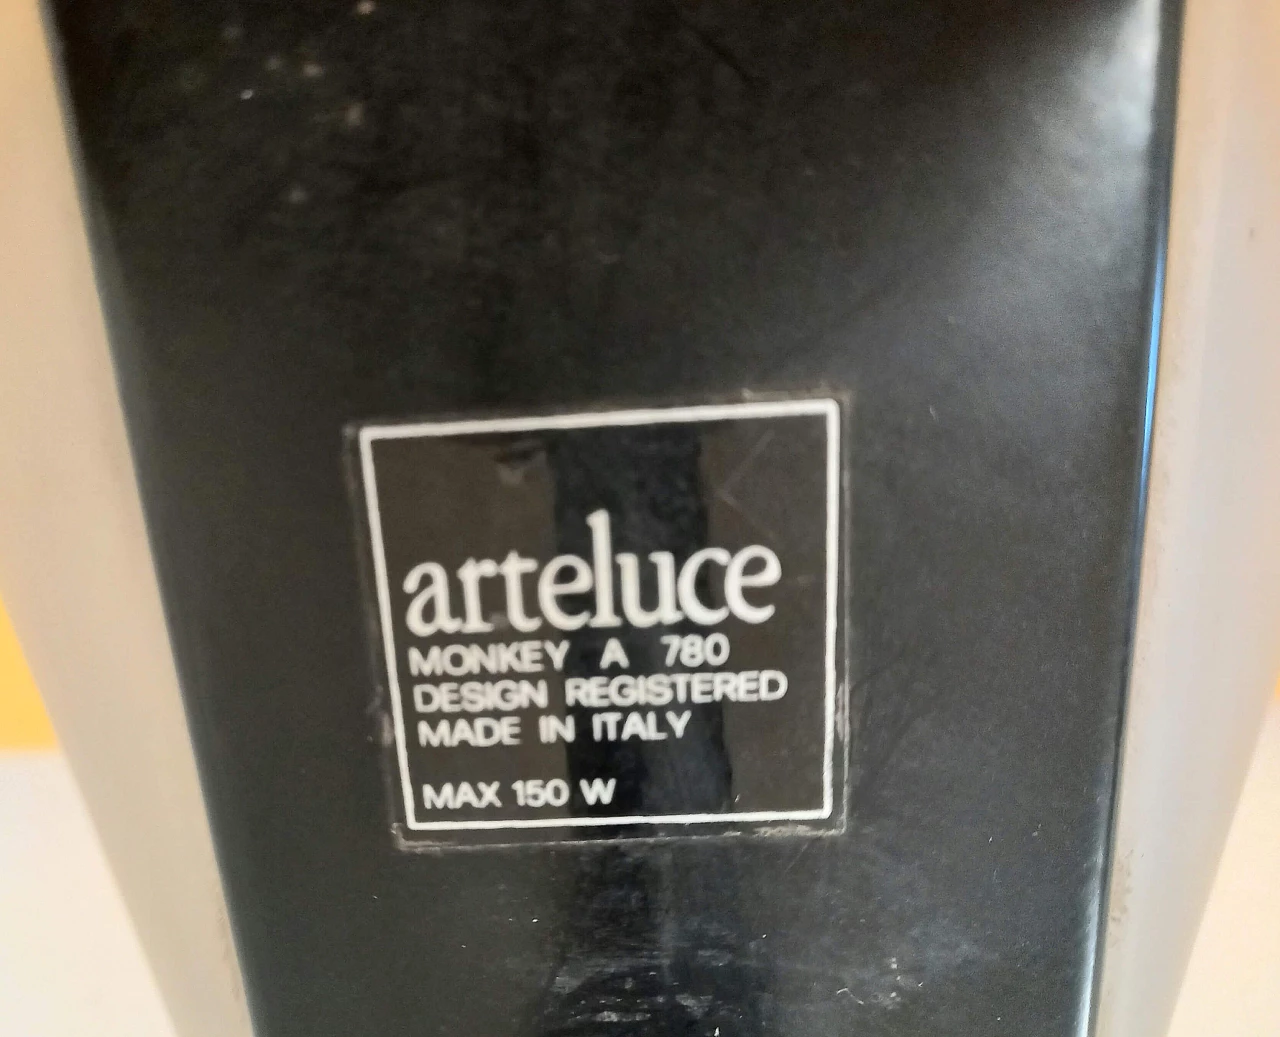 arteluce
MONKEY A 780
DESIGN REGISTERED
MADE IN ITALY
MAX 150 W